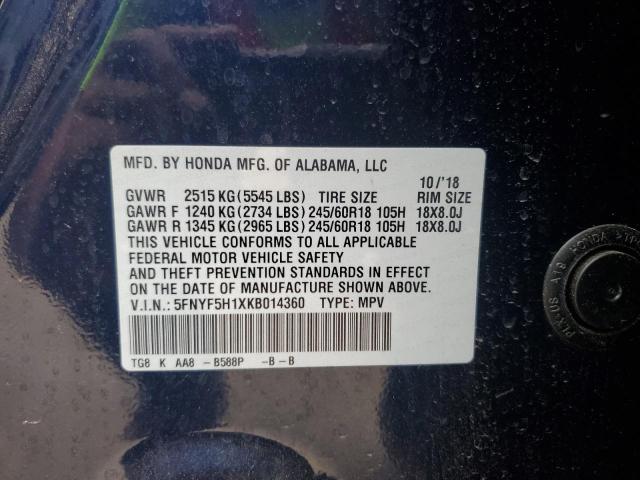 MFD. BY HONDA MFG. OF ALABAMA, LLC
10/'18
GVWR 2515 KG(5545 LBS) TIRE SIZE RIM SIZE
GAWR F 1240 KG(2734 LBS) 245/60R18 105H 18X8.0J
GAWR R 1345 KG(2965 LBS) 245/60R18 105H 18X8.0J
THIS VEHICLE CONFORMS TO ALL APPLICABLE
FEDERAL MOTOR VEHICLE SAFETY
AND THEFT PREVENTION STANDARDS IN EFFECT
ON THE DATE OF MANUFACTURE SHOWN ABOVE.
V.I.N.: 5FNYF5H1XKB014360 TYPE: MPV
TG8 K AA8 -B588P -B-B
HONDA